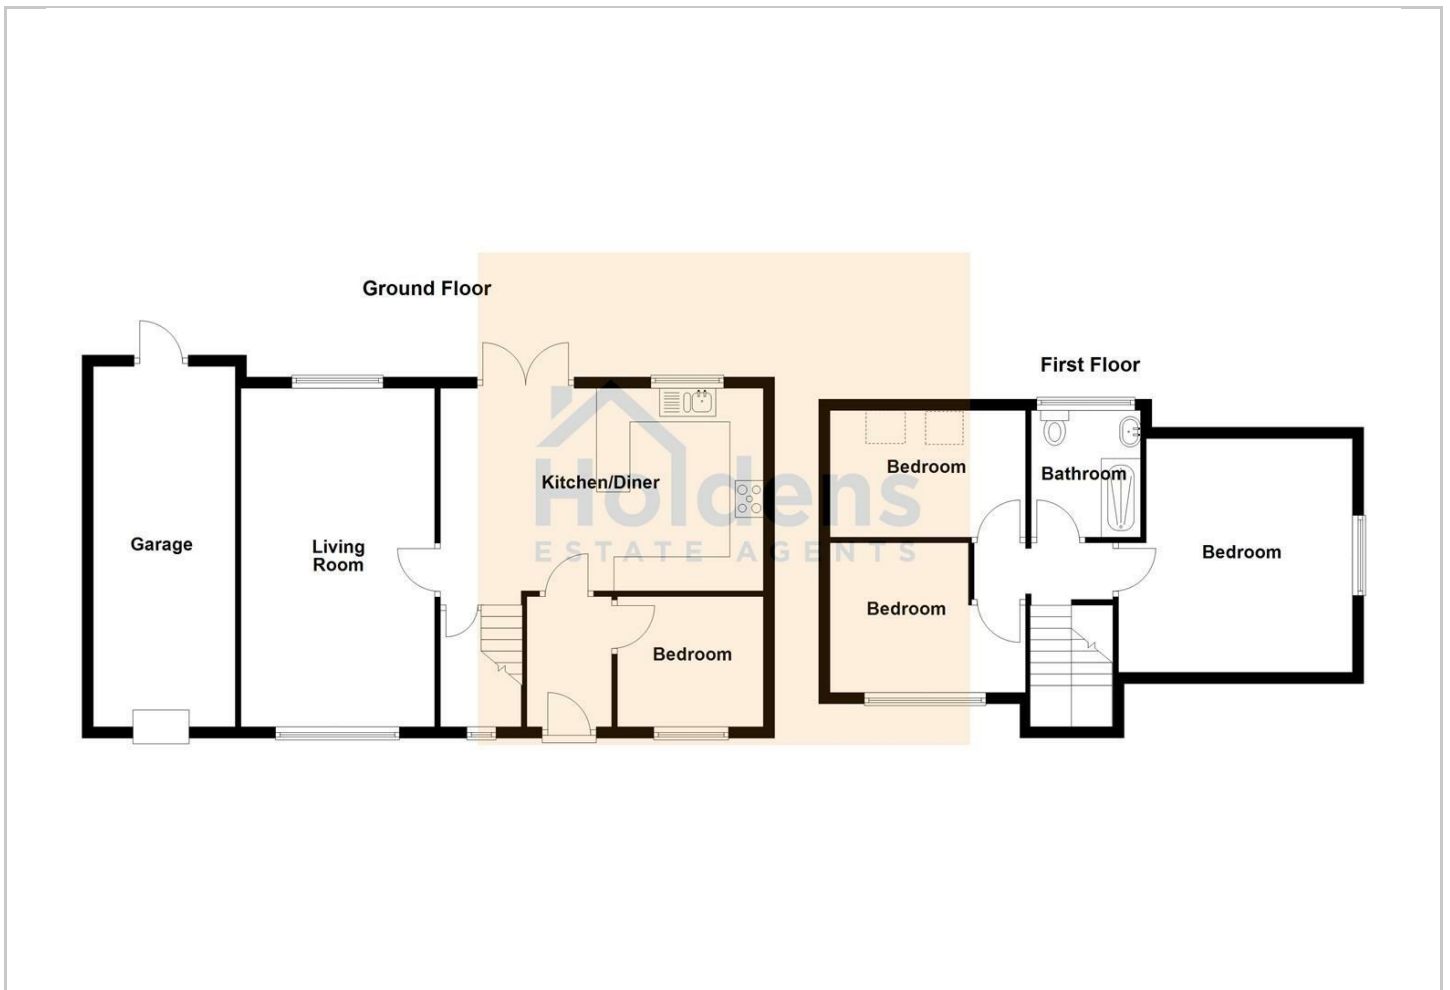 Ground Floor
First Floor
Garage
Living
Room
Kitchen/Diner
Bedroom
Bedroom
Bedroom
Bathroom
Bedroom
Holdens
ESTATE AGENTS